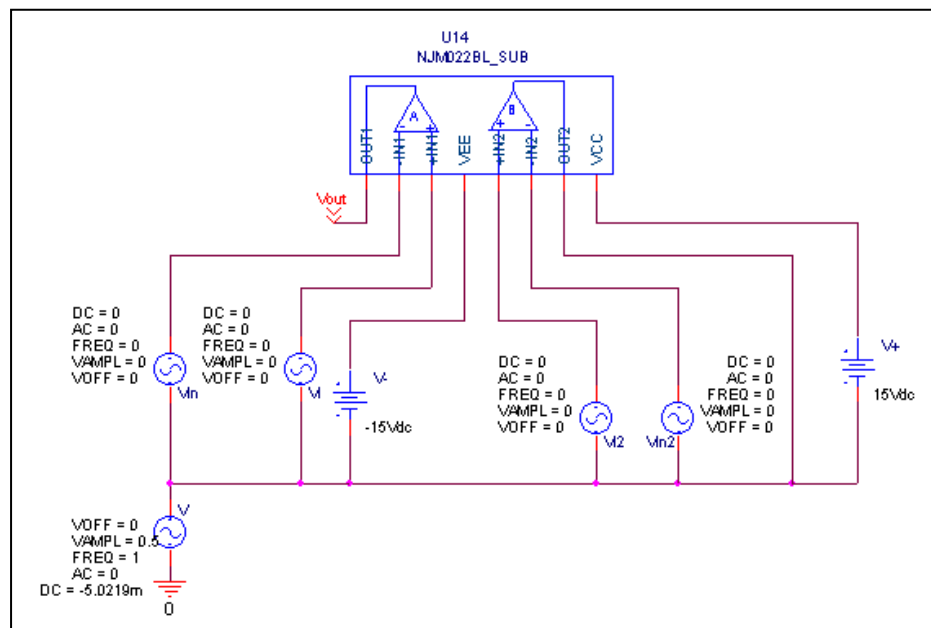 U14
NJM022BL_SUB
A
B
-
+
+
-
OUT1
-IN1
+IN1
VEE
+IN2
-IN2
OUT2
VCC
Vout
DC = 0
AC = 0
FREQ = 0
VAMPL = 0
VOFF = 0
Vin
DC = 0
AC = 0
FREQ = 0
VAMPL = 0
VOFF = 0
VI
V-
-15Vdc
DC = 0
AC = 0
FREQ = 0
VAMPL = 0
VOFF = 0
VI2
DC = 0
AC = 0
FREQ = 0
VAMPL = 0
VOFF = 0
Vin2
V+
15Vdc
V
VOFF = 0
VAMPL = 0.5
FREQ = 1
AC = 0
DC = -5.0219m
0